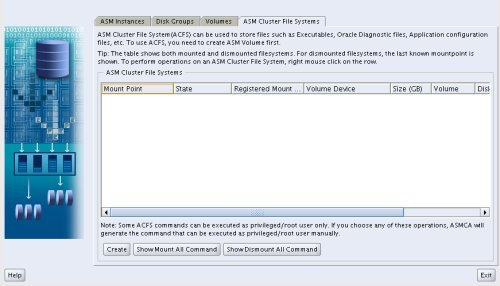 ASM Instances Disk Groups Volumes ASM Cluster File Systems
ASM Cluster File System(ACFS) can be used to store files such as Executables, Oracle Diagnostic files, Application configuration
files, etc. To use ACFS, you need to create ASM Volume first.
Tip: The table shows both mounted and dismounted filesystems. For dismounted filesystems, the last known mountpoint is
shown. To perform operations on an ASM Cluster File System, right mouse click on the row.
ASM Cluster File Systems
Mount Point State Registered Mount ... Volume Device Size (GB) Volume Disk
Note: Some ACFS commands can be executed as privileged/root user only. If you choose any of these operations, ASMCA will
generate the command that can be executed as privileged/root user manually.
Create Show Mount All Command Show Dismount All Command
Help Exit